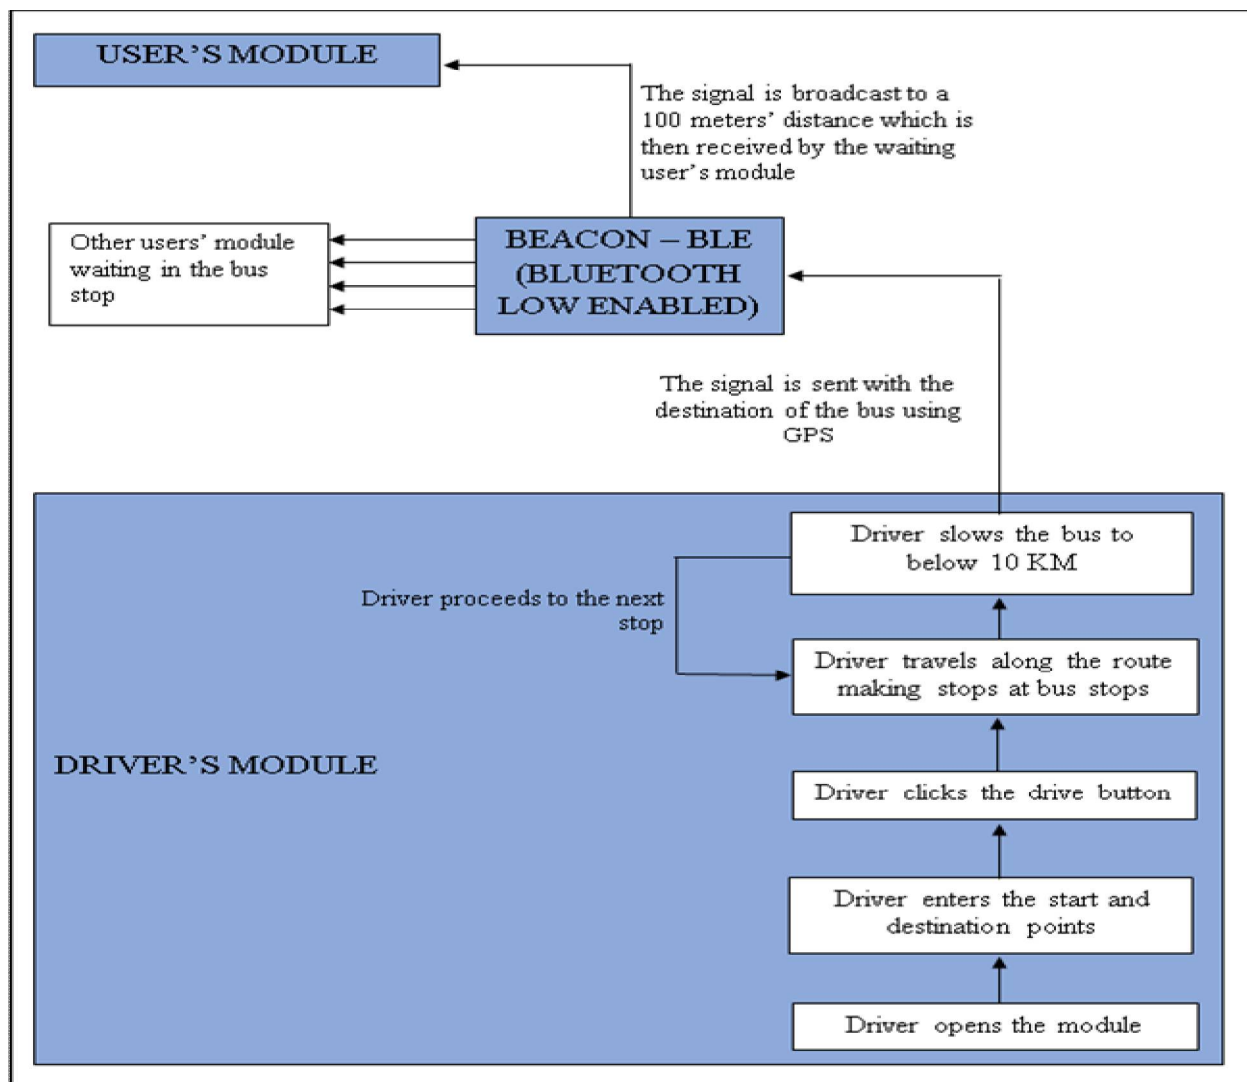 USER'S MODULE
The signal is broadcast to a
100 meters' distance which is
then received by the waiting
user's module
Other users' module
waiting in the bus
stop
BEACON – BLE
(BLUETOOTH
LOW ENABLED)
The signal is sent with the
destination of the bus using
GPS
Driver slows the bus to
below 10 KM
Driver proceeds to the next
stop
Driver travels along the route
making stops at bus stops
DRIVER'S MODULE
Driver clicks the drive button
Driver enters the start and
destination points
Driver opens the module